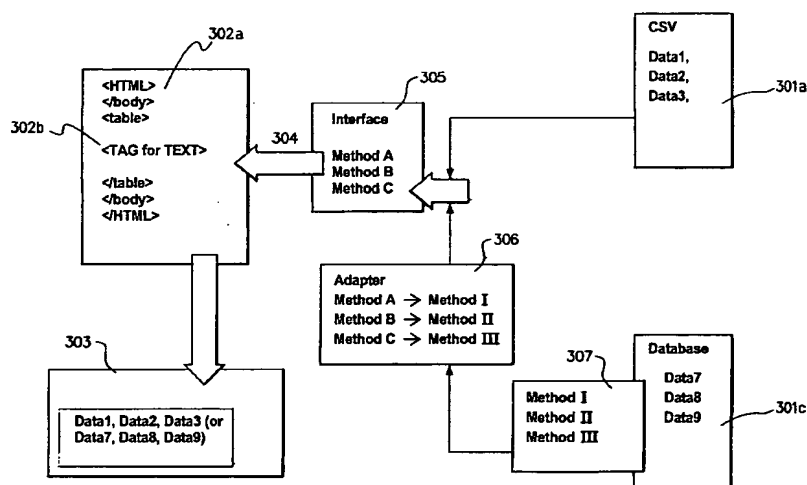 302a
<HTML>
</body>
<table>
302b
<TAG for TEXT>
</table>
</body>
</HTML>
304
305
Interface
Method A
Method B
Method C
CSV
Data1,
Data2,
Data3,
301a
306
Adapter
Method A → Method I
Method B → Method II
Method C → Method III
303
Data1, Data2, Data3 (or
Data7, Data8, Data9)
307
Method I
Method II
Method III
Database
Data7
Data8
Data9
301c